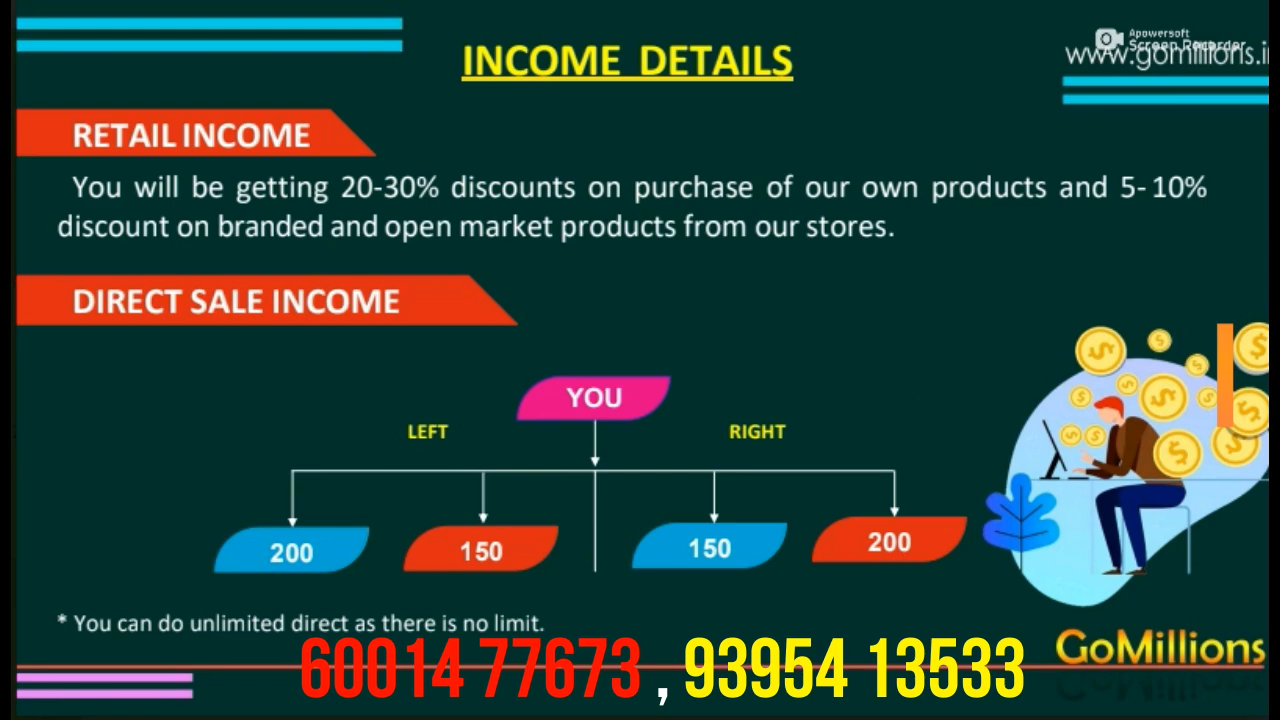 Apowersoft
Screen Recorder
www.gomillions.i
INCOME DETAILS
RETAIL INCOME
You will be getting 20-30% discounts on purchase of our own products and 5-10%
discount on branded and open market products from our stores.
DIRECT SALE INCOME
YOU
LEFT RIGHT
200 150 150 200
* You can do unlimited direct as there is no limit.
60014 77673 , 93954 13533
GoMillions